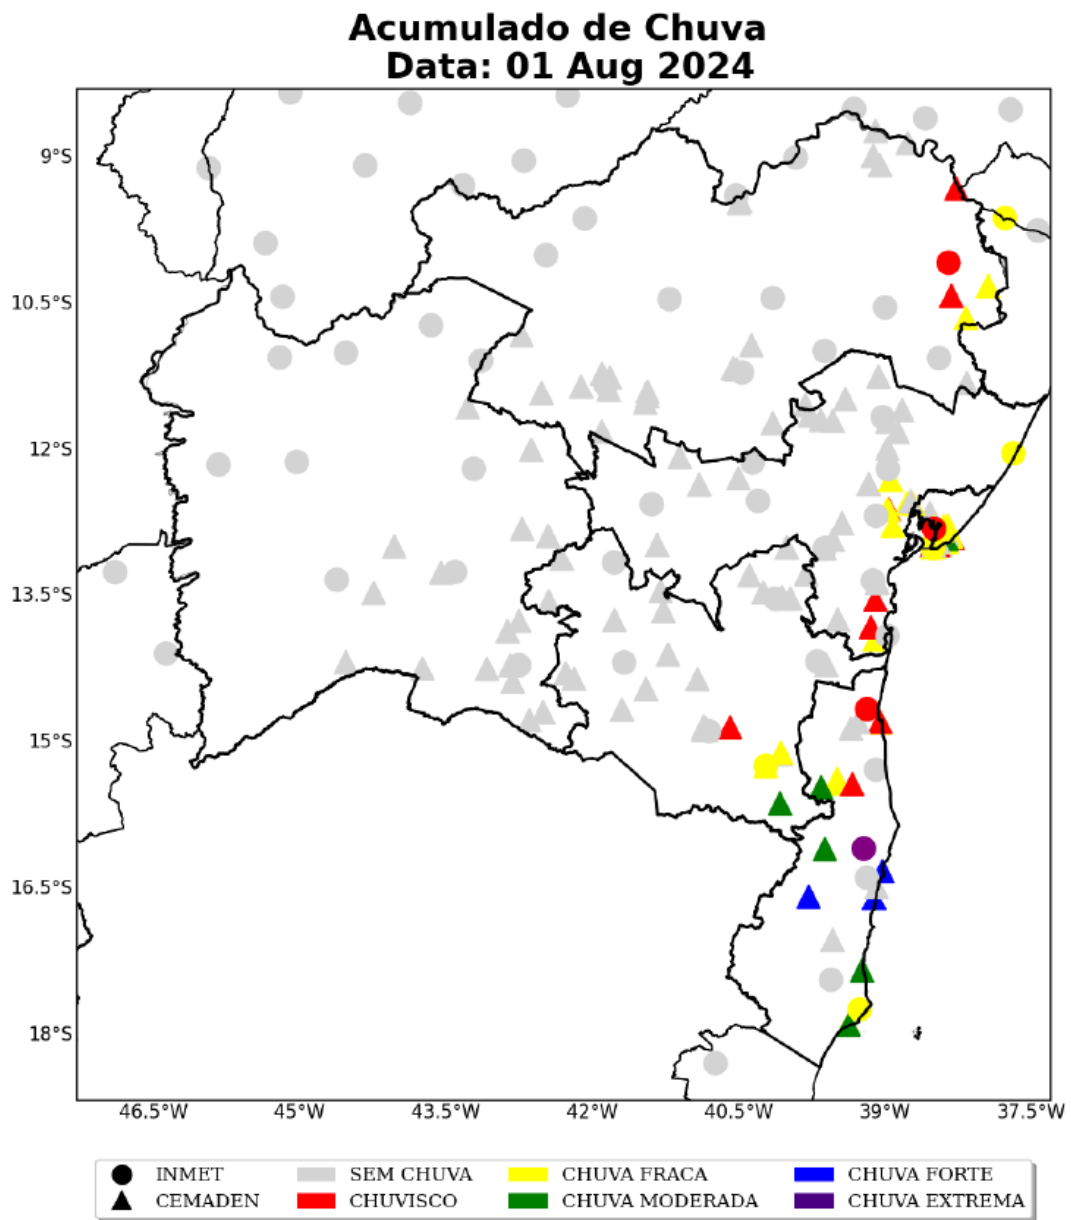 Acumulado de Chuva
Data: 01 Aug 2024
9°S
10.5°S
12°S
13.5°S
15°S
16.5°S
18°S
46.5°W 45°W 43.5°W 42°W 40.5°W 39°W 37.5°W
INMET SEM CHUVA CHUVA FRACA CHUVA FORTE
CEMADEN CHUVISCO CHUVA MODERADA CHUVA EXTREMA